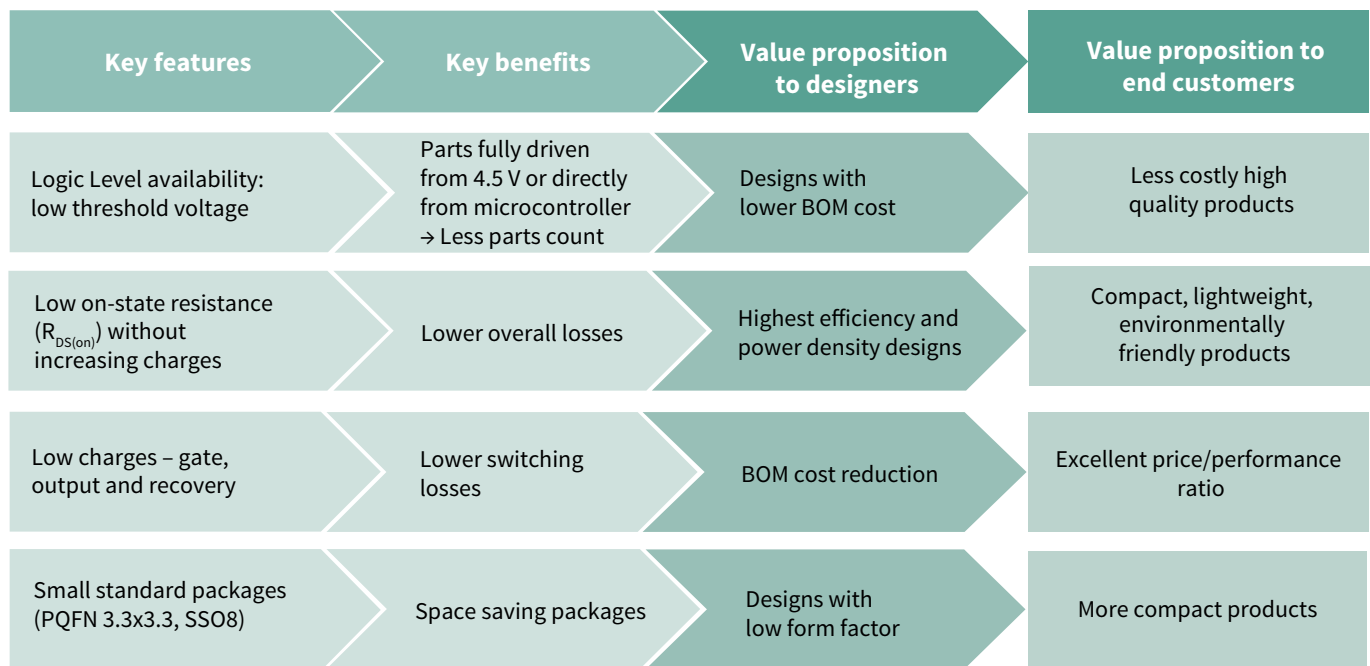 Key features
Key benefits
Value proposition
to designers
Value proposition to
end customers
Logic Level availability:
low threshold voltage
Parts fully driven
from 4.5 V or directly
from microcontroller
→ Less parts count
Designs with
lower BOM cost
Less costly high
quality products
Low on-state resistance
(RDS(on)) without
increasing charges
Lower overall losses
Highest efficiency and
power density designs
Compact, lightweight,
environmentally
friendly products
Low charges – gate,
output and recovery
Lower switching
losses
BOM cost reduction
Excellent price/performance
ratio
Small standard packages
(PQFN 3.3x3.3, SSO8)
Space saving packages
Designs with
low form factor
More compact products